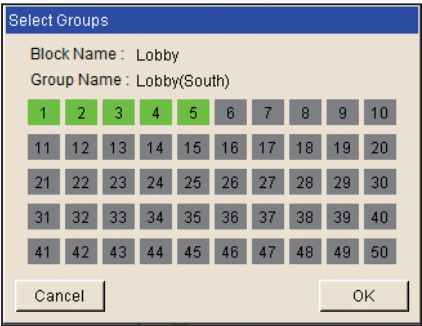 Select Groups
Block Name : Lobby
Group Name : Lobby(South)
1 2 3 4 5 6 7 8 9 10
11 12 13 14 15 16 17 18 19 20
21 22 23 24 25 26 27 28 29 30
31 32 33 34 35 36 37 38 39 40
41 42 43 44 45 46 47 48 49 50
Cancel OK